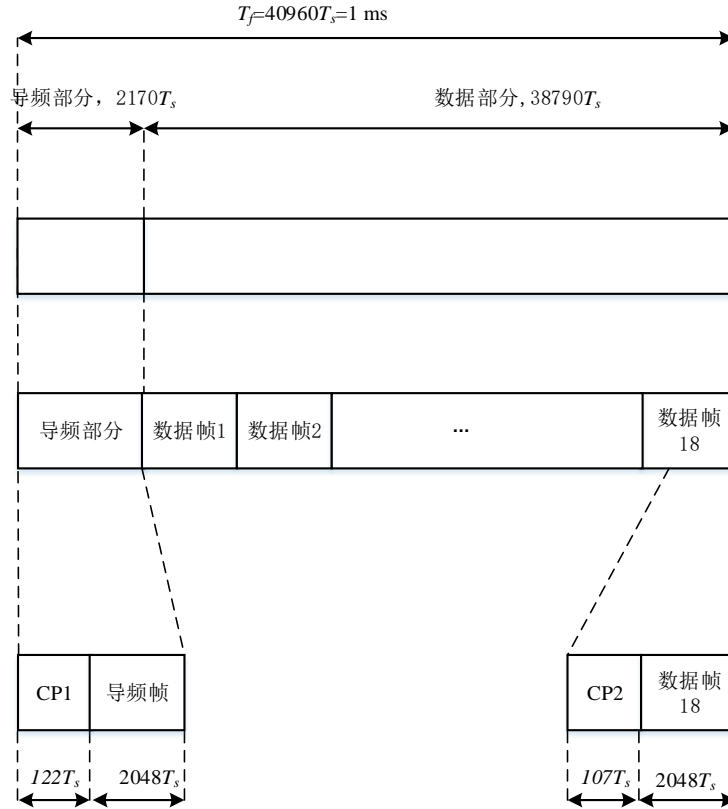 T_f=40960T_s=1 ms
导频部分，2170T_s
数据部分,38790T_s
导频部分
数据帧1
数据帧2
...
数据帧
18
CP1
导频帧
CP2
数据帧
18
122T_s
2048T_s
107T_s
2048T_s